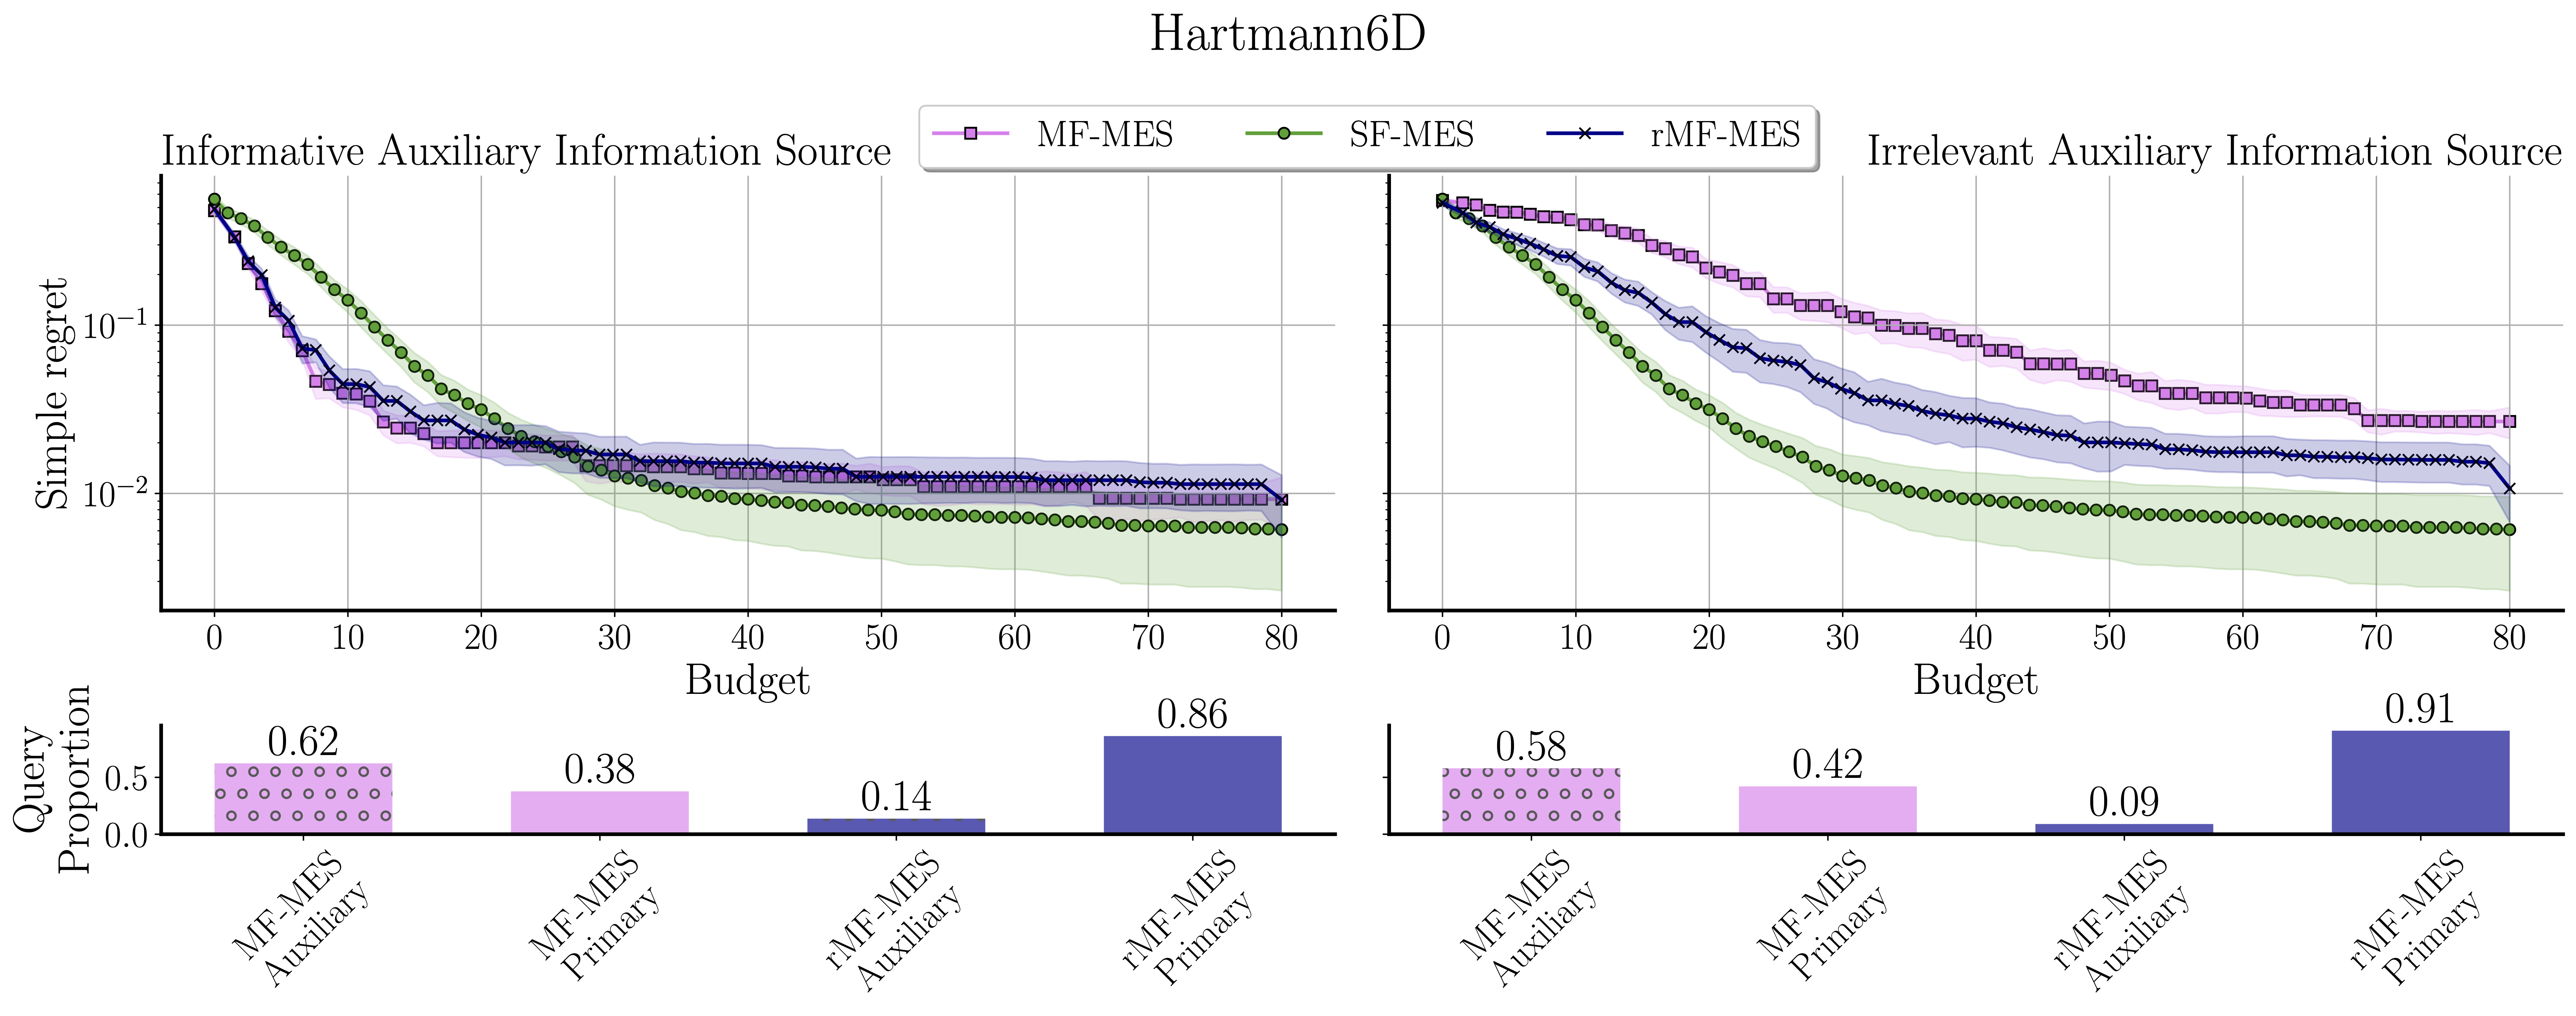 Hartmann6D
MF-MES SF-MES rMF-MES
Informative Auxiliary Information Source
Irrelevant Auxiliary Information Source
Simple regret
10⁻¹
10⁻²
0 10 20 30 40 50 60 70 80
Budget
0 10 20 30 40 50 60 70 80
Budget
Query
Proportion
0.5
0.0
0.62
0.38
0.14
0.86
0.58
0.42
0.09
0.91
MF-MES
Auxiliary
MF-MES
Primary
rMF-MES
Auxiliary
rMF-MES
Primary
MF-MES
Auxiliary
MF-MES
Primary
rMF-MES
Auxiliary
rMF-MES
Primary